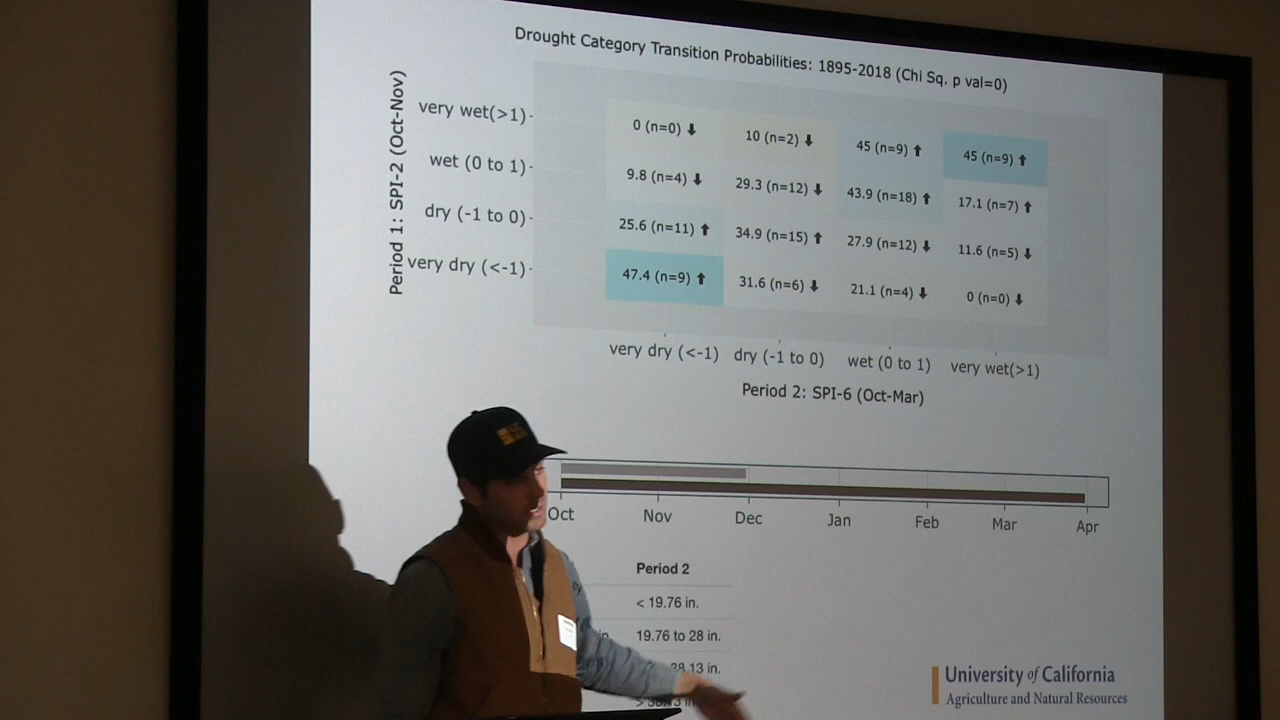 Drought Category Transition Probabilities: 1895-2018 (Chi Sq. p val=0)
Period 1: SPI-2 (Oct-Nov)
very wet(>1)
0 (n=0) ⬇ 10 (n=2) ⬇ 45 (n=9) ⬆ 45 (n=9) ⬆
wet (0 to 1)
9.8 (n=4) ⬇ 29.3 (n=12) ⬇ 43.9 (n=18) ⬆ 17.1 (n=7) ⬆
dry (-1 to 0)
25.6 (n=11) ⬆ 34.9 (n=15) ⬆ 27.9 (n=12) ⬇ 11.6 (n=5) ⬇
very dry (<-1)
47.4 (n=9) ⬆ 31.6 (n=6) ⬇ 21.1 (n=4) ⬇ 0 (n=0) ⬇
very dry (<-1) dry (-1 to 0) wet (0 to 1) very wet(>1)
Period 2: SPI-6 (Oct-Mar)
Oct Nov Dec Jan Feb Mar Apr
Period 2
< 19.76 in.
19.76 to 28 in.
38.13 in.
University of California
Agriculture and Natural Resources